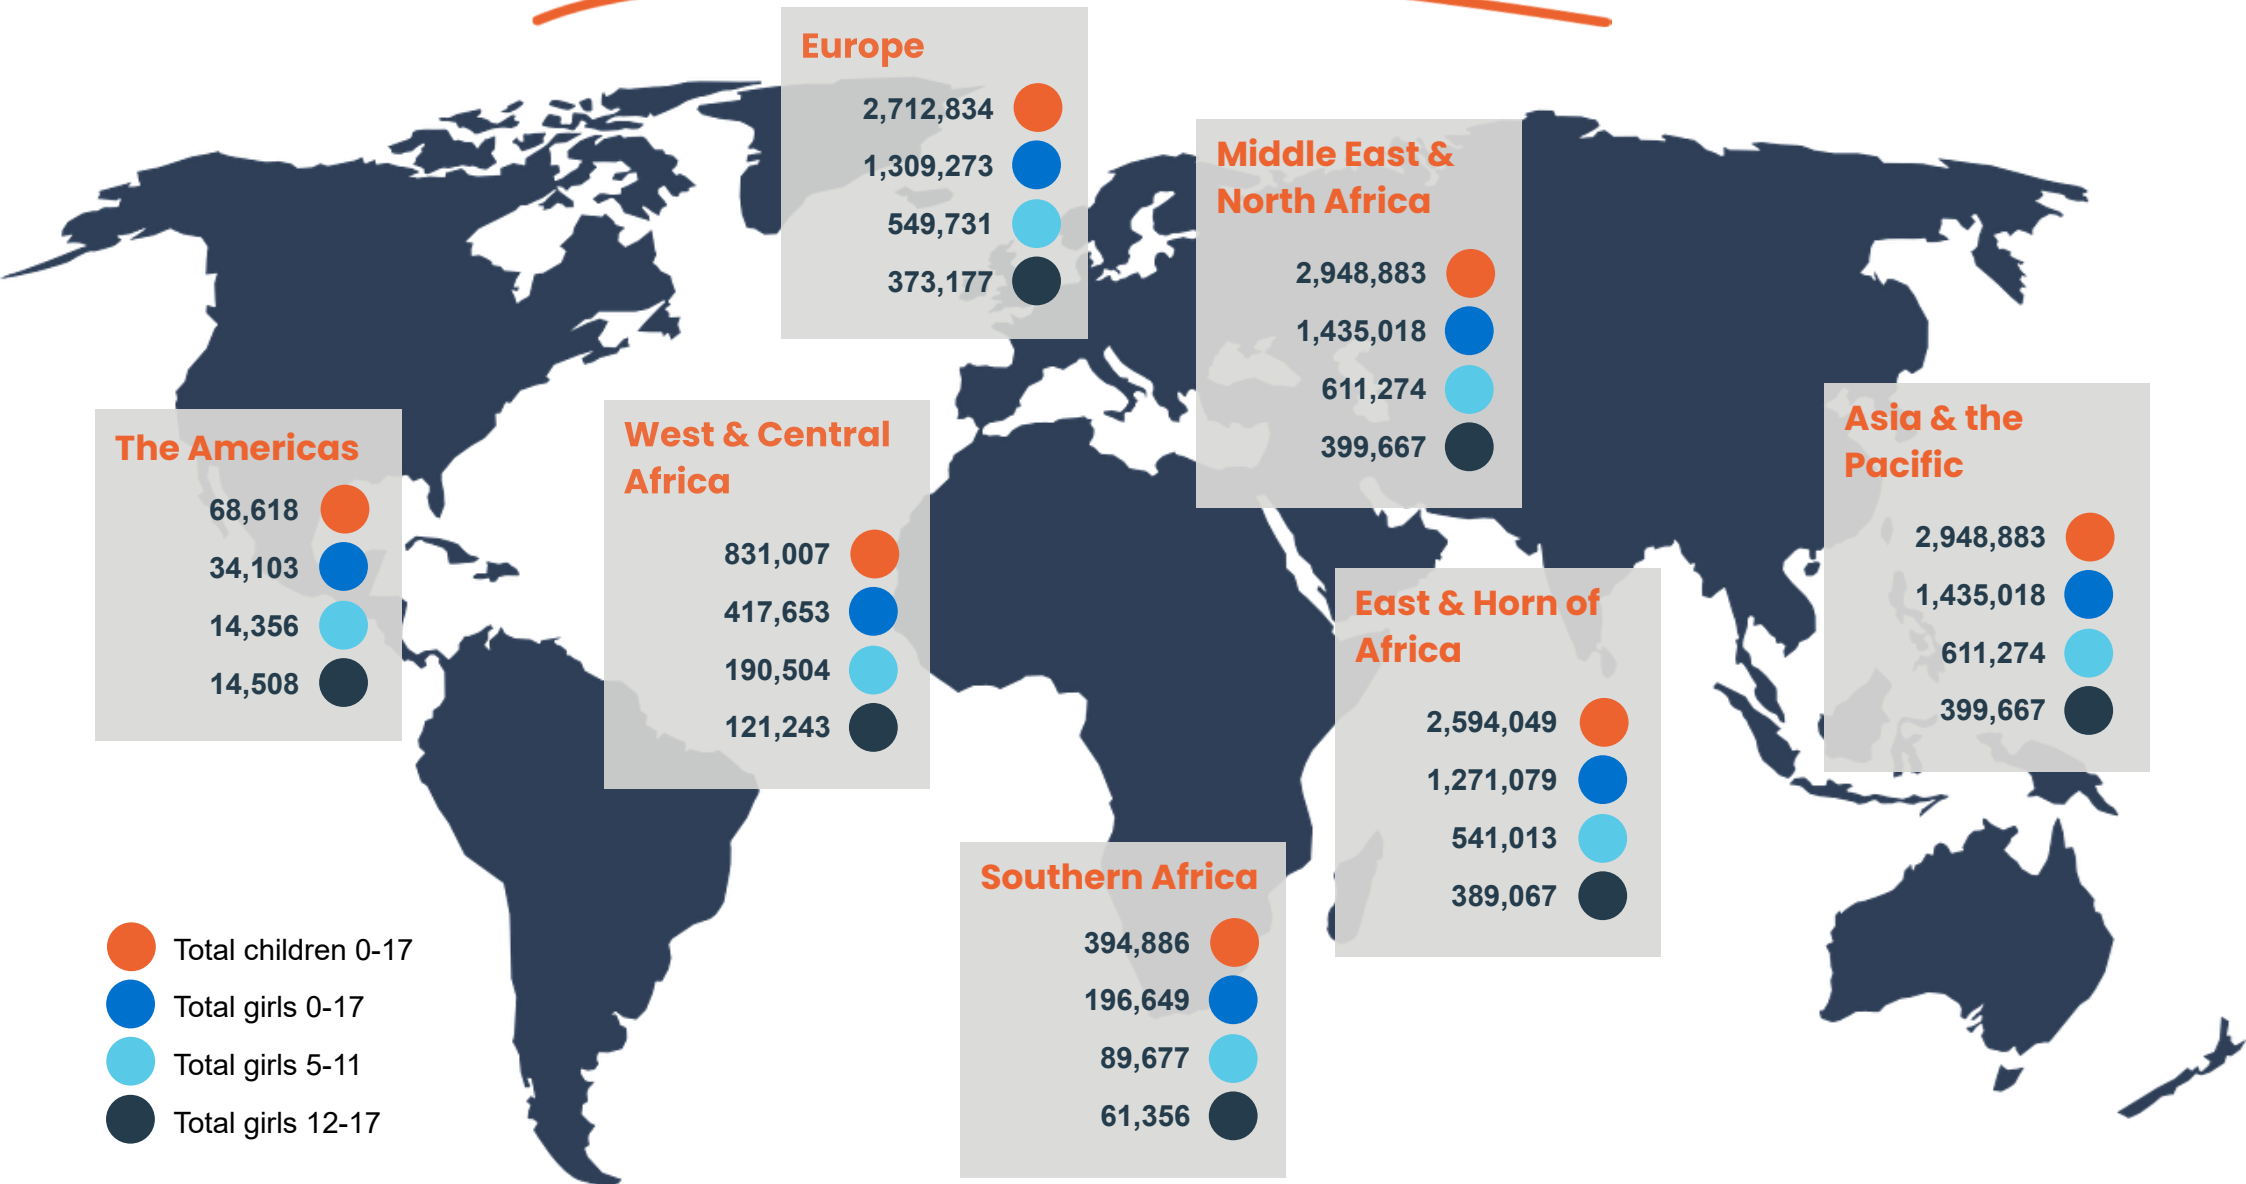 Europe
2,712,834
1,309,273
549,731
373,177
Middle East &
North Africa
2,948,883
1,435,018
611,274
399,667
The Americas
68,618
34,103
14,356
14,508
West & Central
Africa
831,007
417,653
190,504
121,243
Asia & the
Pacific
2,948,883
1,435,018
611,274
399,667
East & Horn of
Africa
2,594,049
1,271,079
541,013
389,067
Southern Africa
394,886
196,649
89,677
61,356
Total children 0-17
Total girls 0-17
Total girls 5-11
Total girls 12-17